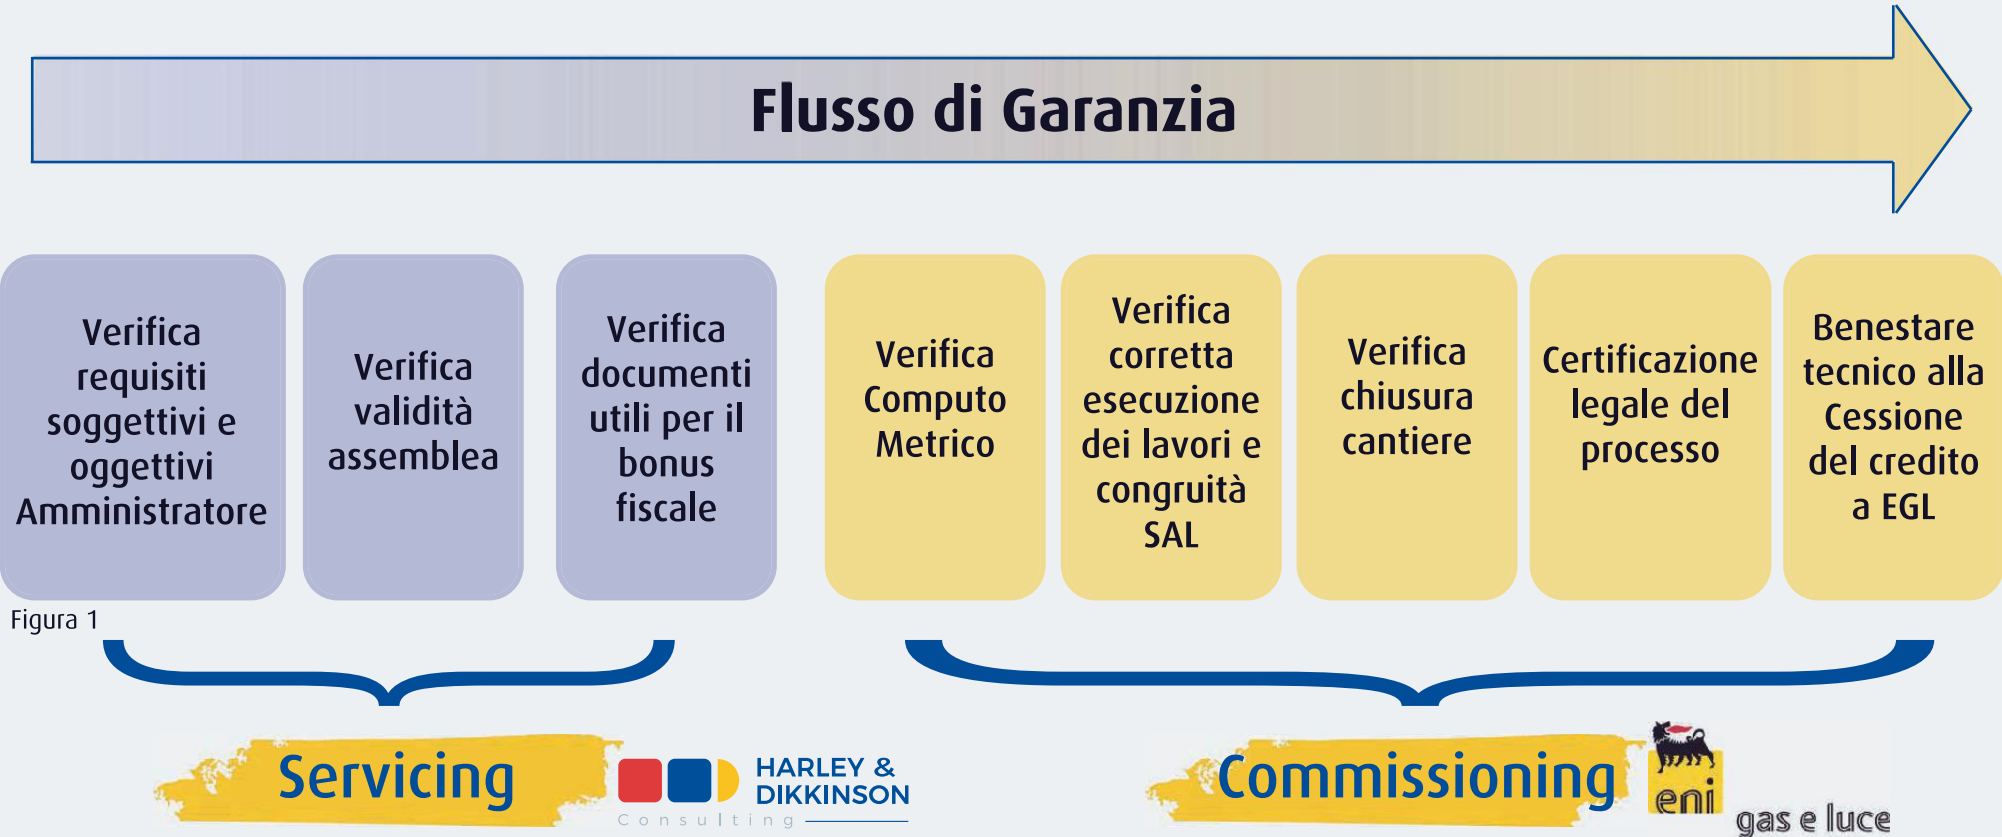 Flusso di Garanzia
Verifica
requisiti
soggettivi e
oggettivi
Amministratore
Verifica
validità
assemblea
Verifica
documenti
utili per il
bonus
fiscale
Verifica
Computo
Metrico
Verifica
corretta
esecuzione
dei lavori e
congruità
SAL
Verifica
chiusura
cantiere
Certificazione
legale del
processo
Benestare
tecnico alla
Cessione
del credito
a EGL
Figura 1
Servicing
HARLEY &
DIKKINSON
Consulting
Commissioning
eni
gas e luce